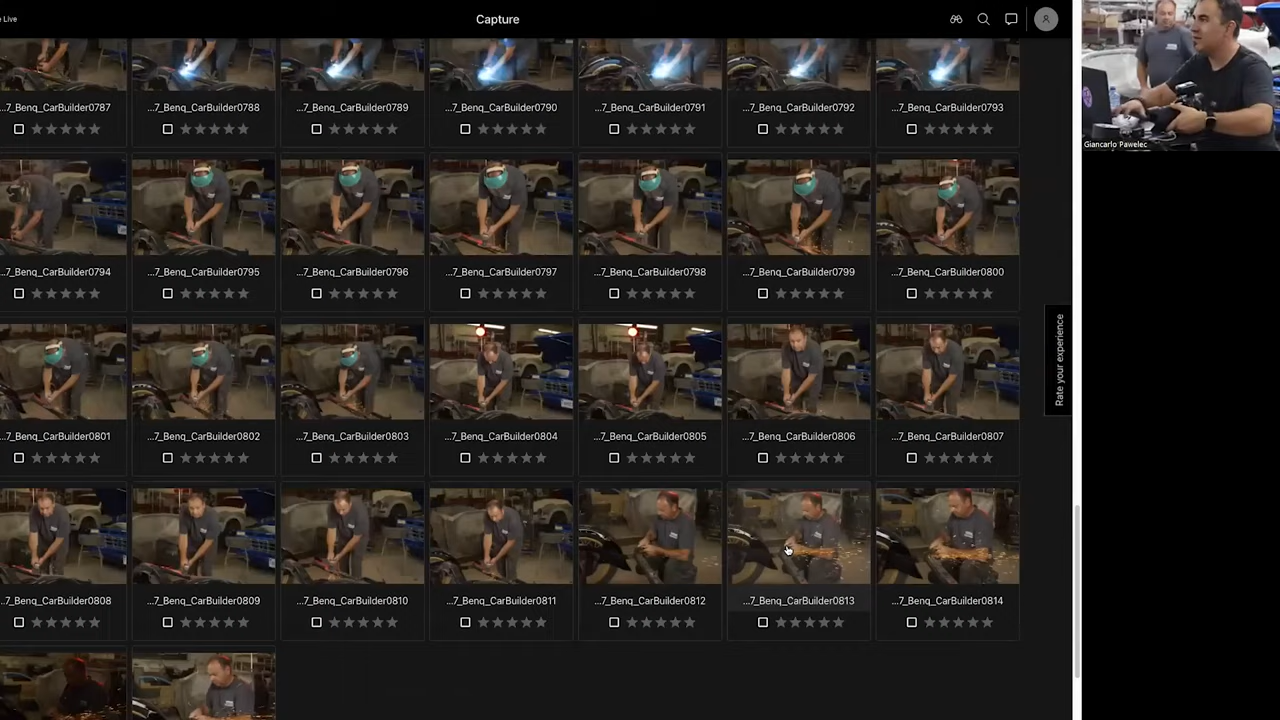 e Live
Capture
...7_Benq_CarBuilder0787
...7_Benq_CarBuilder0788
...7_Benq_CarBuilder0789
...7_Benq_CarBuilder0790
...7_Benq_CarBuilder0791
...7_Benq_CarBuilder0792
...7_Benq_CarBuilder0793
Giancarlo Pawelec
...7_Benq_CarBuilder0794
...7_Benq_CarBuilder0795
...7_Benq_CarBuilder0796
...7_Benq_CarBuilder0797
...7_Benq_CarBuilder0798
...7_Benq_CarBuilder0799
...7_Benq_CarBuilder0800
Rate your experience
...7_Benq_CarBuilder0801
...7_Benq_CarBuilder0802
...7_Benq_CarBuilder0803
...7_Benq_CarBuilder0804
...7_Benq_CarBuilder0805
...7_Benq_CarBuilder0806
...7_Benq_CarBuilder0807
...7_Benq_CarBuilder0808
...7_Benq_CarBuilder0809
...7_Benq_CarBuilder0810
...7_Benq_CarBuilder0811
...7_Benq_CarBuilder0812
...7_Benq_CarBuilder0813
...7_Benq_CarBuilder0814